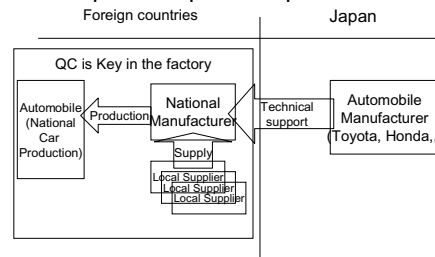 Foreign countries
Japan
QC is Key in the factory
Automobile
(National
Car
Production)
Production
National
Manufacturer
Technical
support
Automobile
Manufacturer
(Toyota, Honda,,
Supply
Local Supplier
Local Supplier
Local Supplier